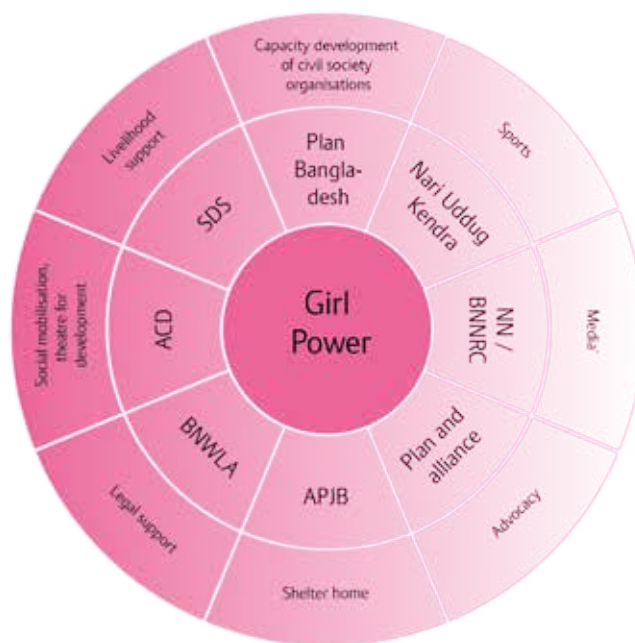 Capacity development
of civil society
organisations
Plan
Bangla-
desh
Sports
Nari Uddug
Kendra
Media*
NN /
BNNRC
Advocacy
Plan and
alliance
Shelter home
APJB
Legal support
BNWLA
Social mobilisation,
theatre for
development
ACD
Livelihood
support
SDS
Girl
Power